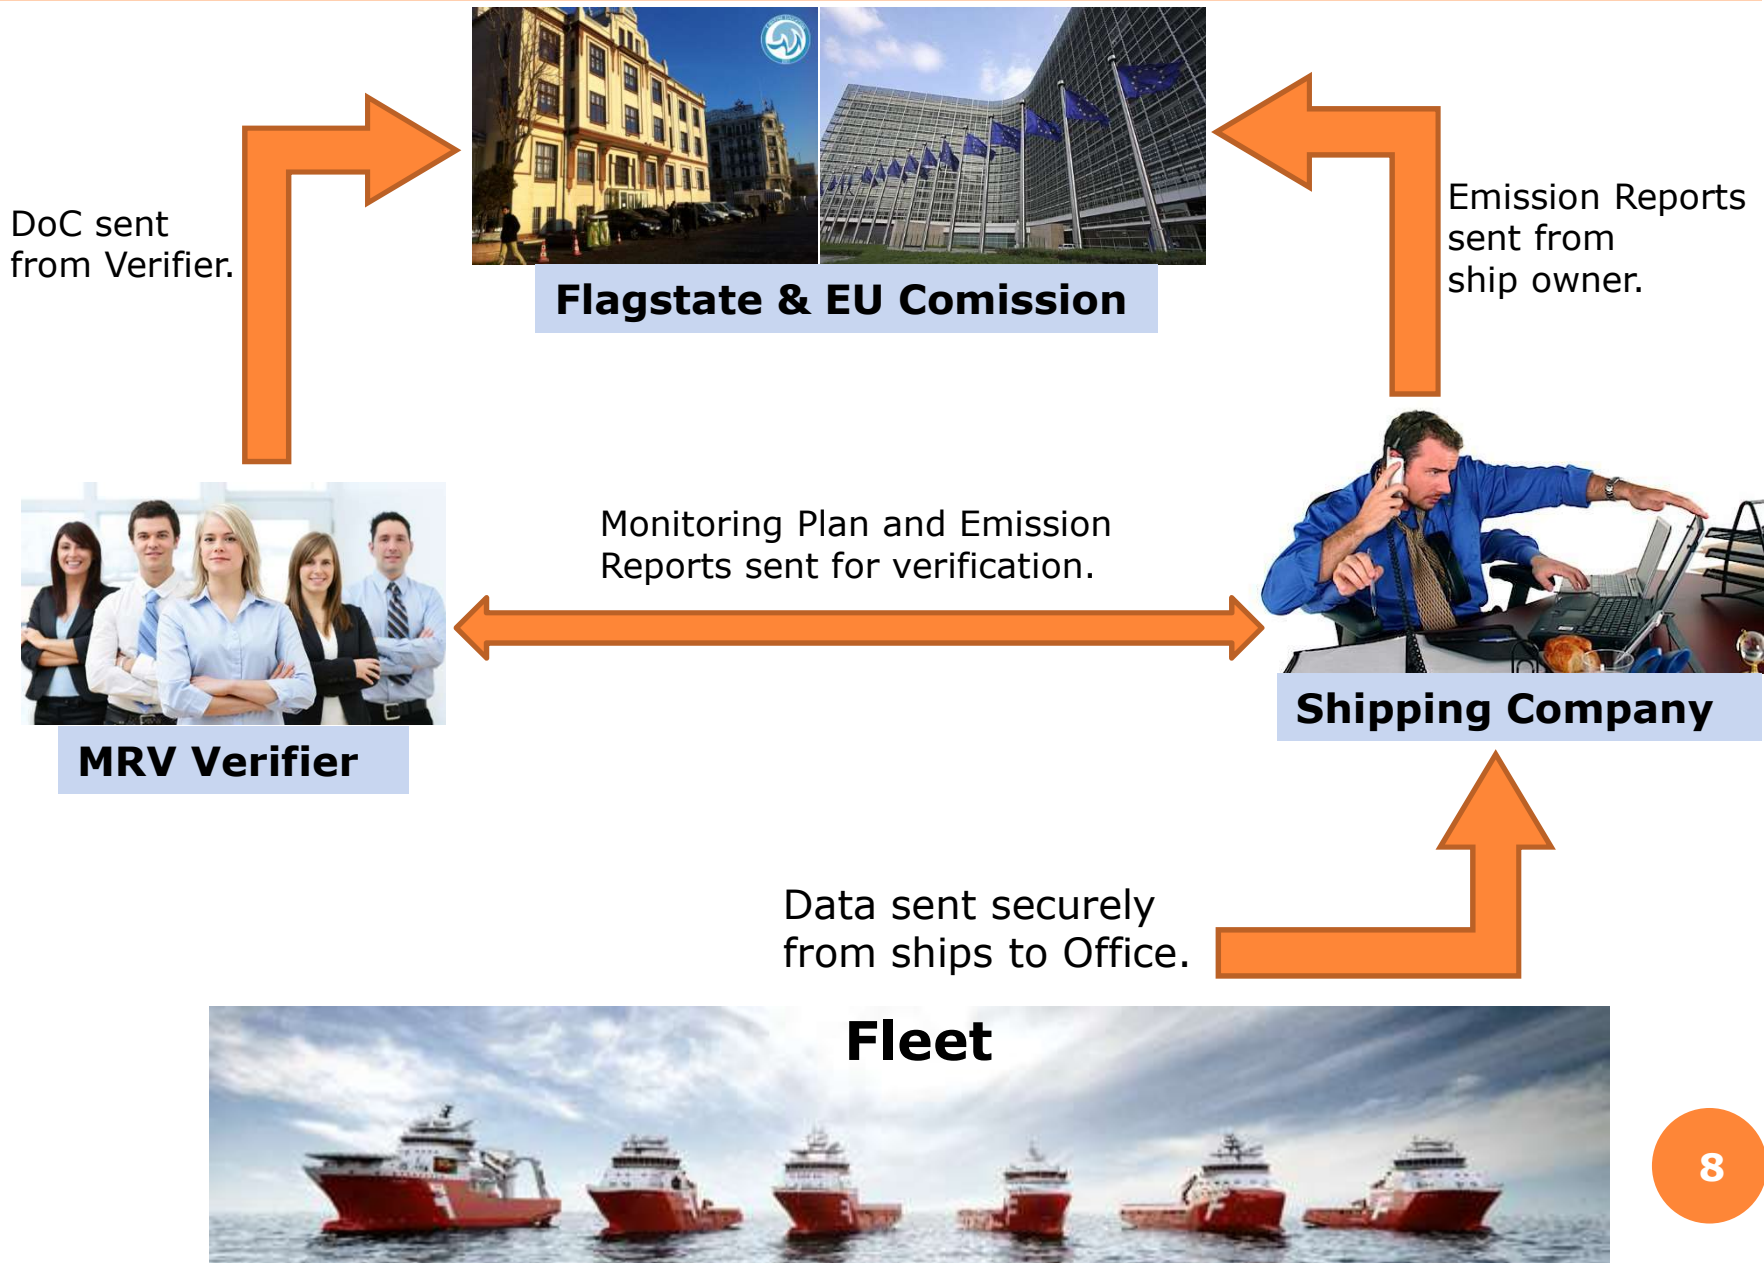 DoC sent
from Verifier.
Emission Reports
sent from
ship owner.
Flagstate & EU Comission
Monitoring Plan and Emission
Reports sent for verification.
MRV Verifier
Shipping Company
Data sent securely
from ships to Office.
Fleet
8